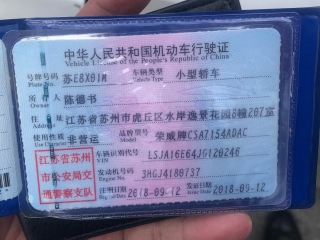 中华人民共和国机动车行驶证
Vehicle License of the People's Republic of China
号牌号码 苏E8X01M 车辆类型 小型轿车
Plate No. Vehicle Type
所有人 陈德书
Owner
住址 江苏省苏州市虎丘区水岸逸景花园8幢207室
Address
使用性质 非营运 品牌型号 荣威牌CSA7154ADAC
Use Character Model
江苏省苏州
市公安局交
通警察支队
车辆识别代号 LSJA16E64JG120246
VIN
发动机号码 3HGJ4180737
Engine No.
注册日期 2018-09-12 发证日期 2018-09-12
Register Date Issue Date